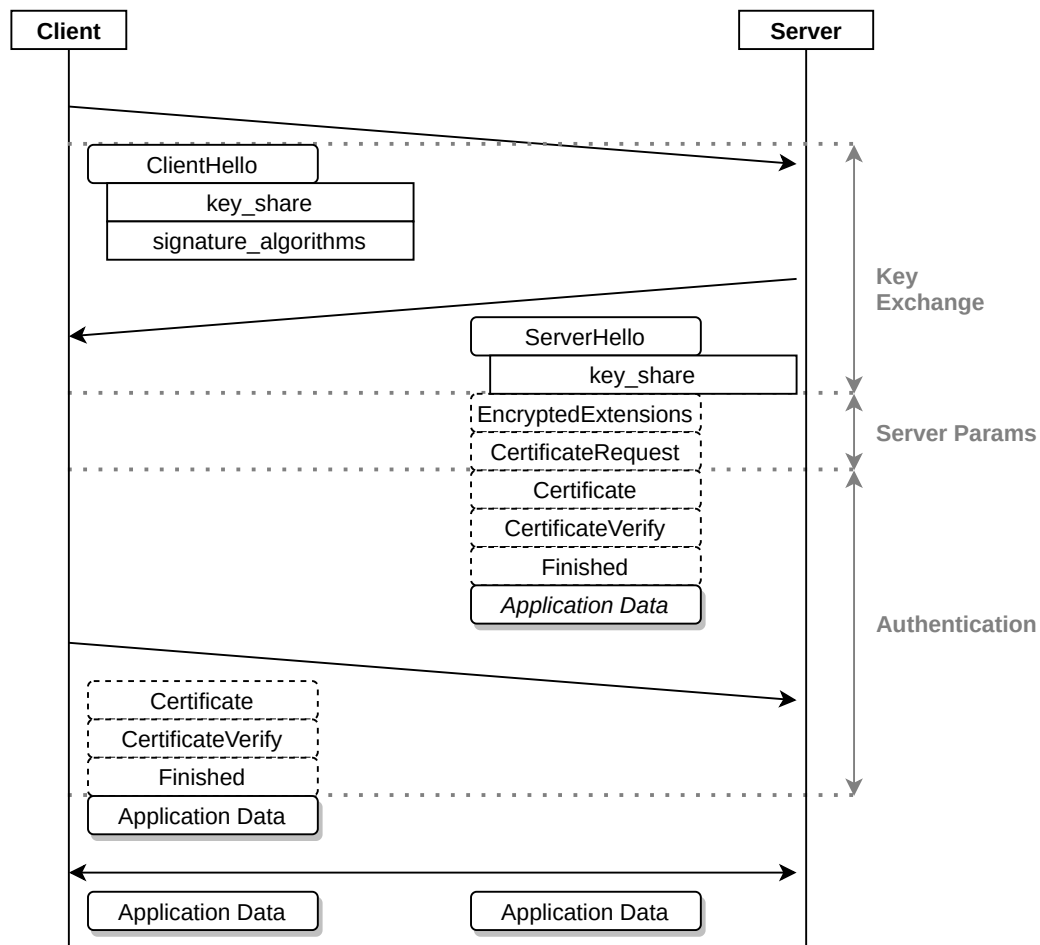 Client
Server
ClientHello
key_share
signature_algorithms
Key
Exchange
ServerHello
key_share
EncryptedExtensions
Server Params
CertificateRequest
Certificate
CertificateVerify
Finished
Application Data
Authentication
Certificate
CertificateVerify
Finished
Application Data
Application Data
Application Data